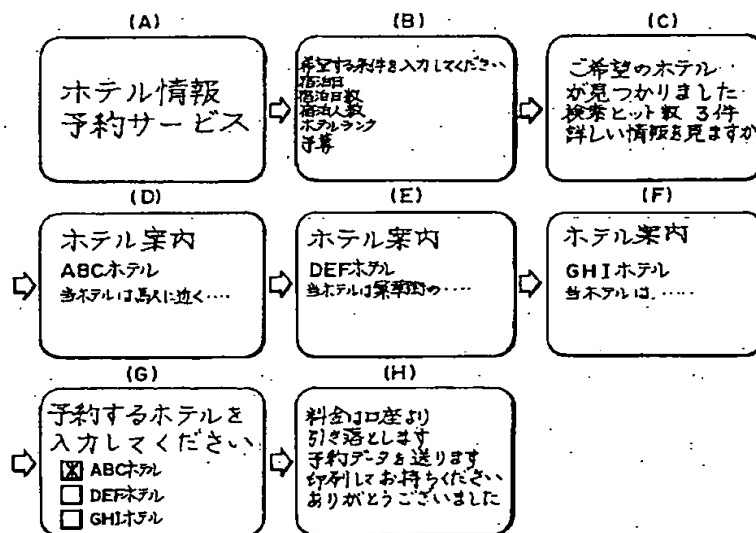 (A)
ホテル情報
予約サービス
(B)
希望する条件を入力してください
宿泊日
宿泊日数
宿泊人数
ホテルランク
予算
(C)
ご希望のホテル
が見つかりました
検索ヒット数 3件
詳しい情報を見ますか
(D)
ホテル案内
ABCホテル
当ホテルは駅に近く‥‥
(E)
ホテル案内
DEFホテル
当ホテルは繁華街の‥‥
(F)
ホテル案内
GHIホテル
当ホテルは‥‥‥
(G)
予約するホテルを
入力してください
ABCホテル
DEFホテル
GHIホテル
(H)
料金は口座より
引き落とします
予約データを送ります
印刷してお持ちください
ありがとうございました